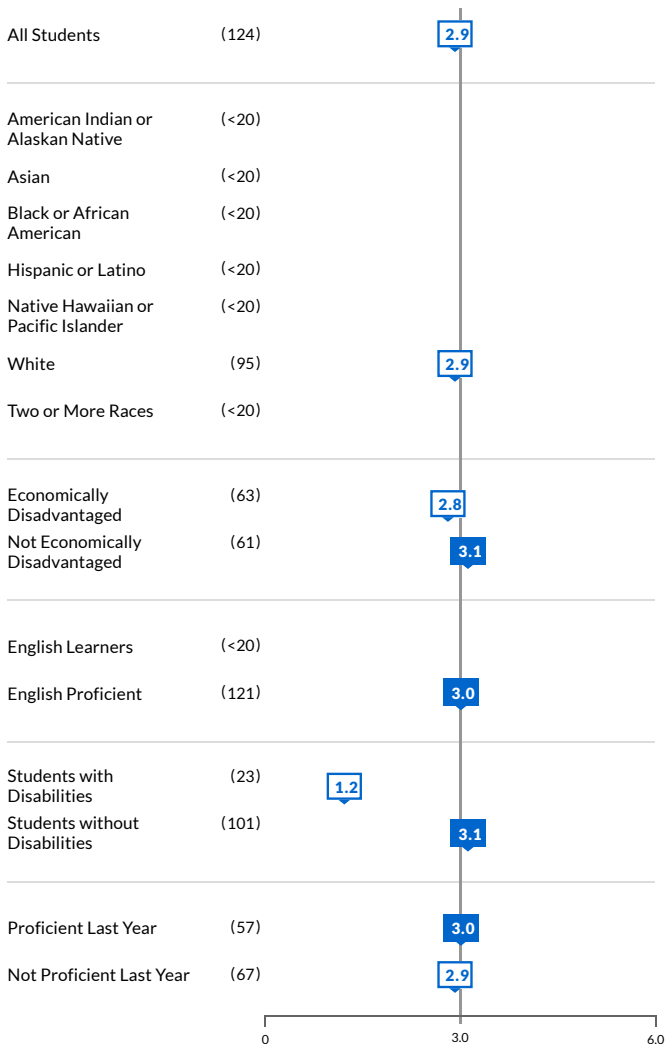 All Students (124) 2.9
American Indian or (<20)
Alaskan Native
Asian (<20)
Black or African (<20)
American
Hispanic or Latino (<20)
Native Hawaiian or (<20)
Pacific Islander
White (95) 2.9
Two or More Races (<20)
Economically (63) 2.8
Disadvantaged
Not Economically (61) 3.1
Disadvantaged
English Learners (<20)
English Proficient (121) 3.0
Students with (23) 1.2
Disabilities
Students without (101) 3.1
Disabilities
Proficient Last Year (57) 3.0
Not Proficient Last Year (67) 2.9
0 3.0 6.0